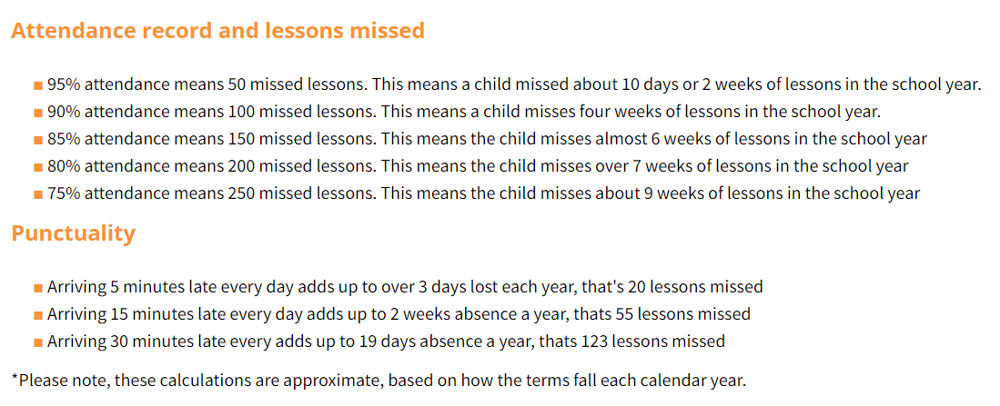 Attendance record and lessons missed
95% attendance means 50 missed lessons. This means a child missed about 10 days or 2 weeks of lessons in the school year.
90% attendance means 100 missed lessons. This means a child misses four weeks of lessons in the school year.
85% attendance means 150 missed lessons. This means the child misses almost 6 weeks of lessons in the school year
80% attendance means 200 missed lessons. This means the child misses over 7 weeks of lessons in the school year
75% attendance means 250 missed lessons. This means the child misses about 9 weeks of lessons in the school year
Punctuality
Arriving 5 minutes late every day adds up to over 3 days lost each year, that's 20 lessons missed
Arriving 15 minutes late every day adds up to 2 weeks absence a year, thats 55 lessons missed
Arriving 30 minutes late every adds up to 19 days absence a year, thats 123 lessons missed
*Please note, these calculations are approximate, based on how the terms fall each calendar year.